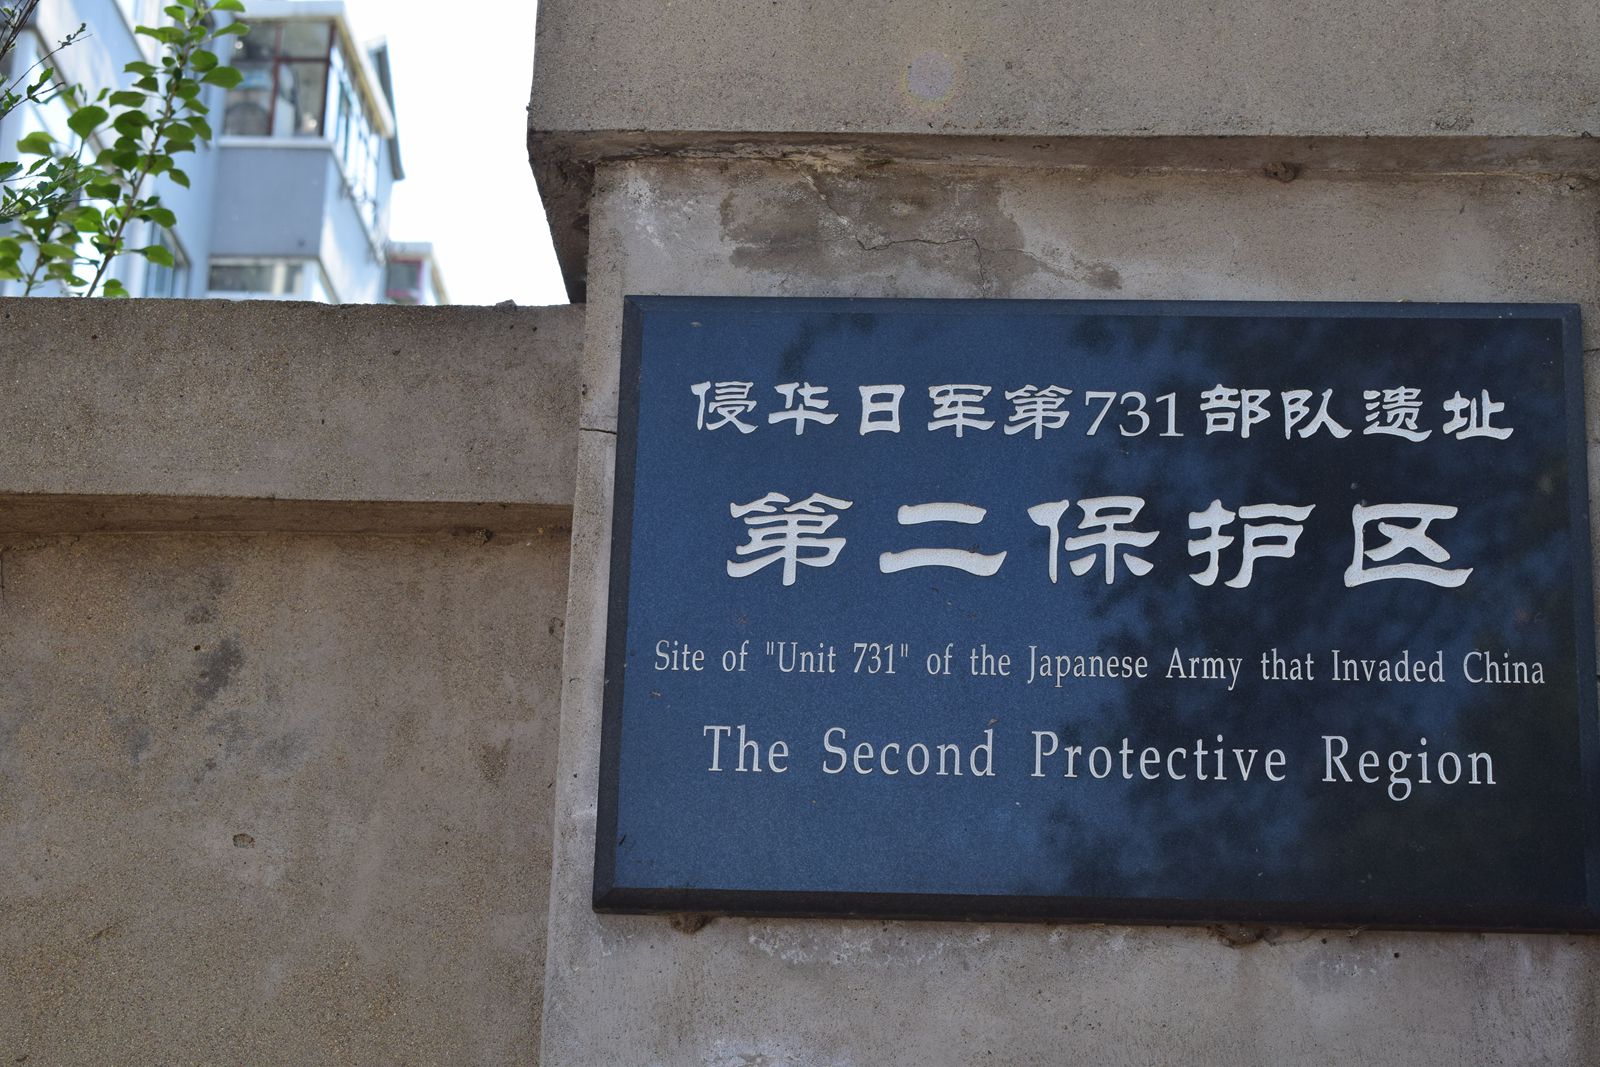 侵华日军第731部队遗址
第二保护区
Site of "Unit 731" of the Japanese Army that Invaded China
The Second Protective Region